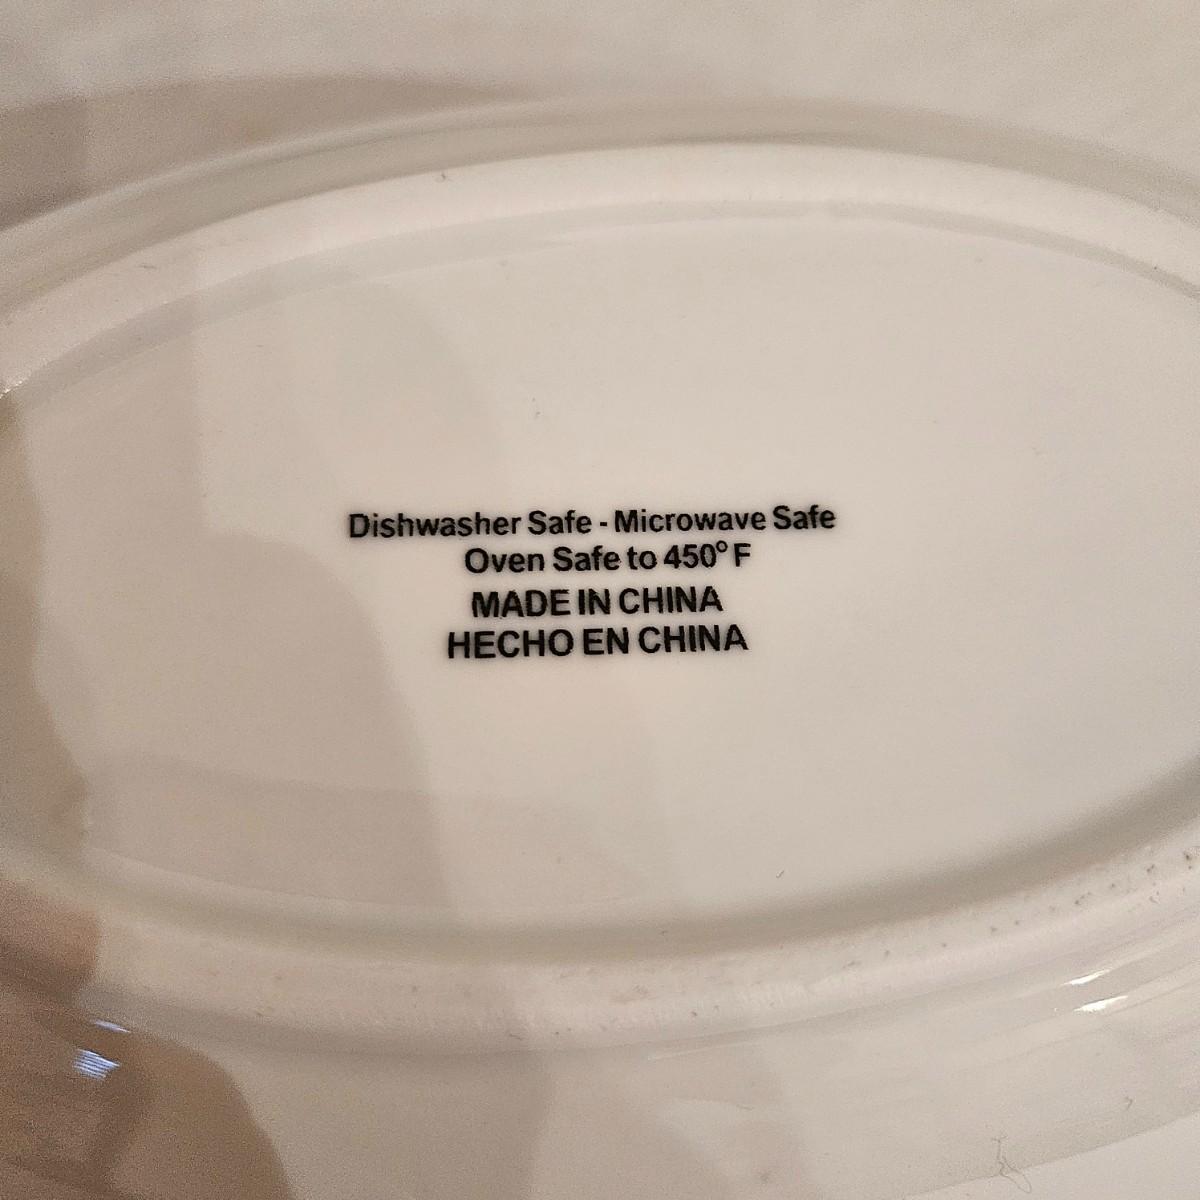 Dishwasher Safe - Microwave Safe
Oven Safe to 450° F
MADE IN CHINA
HECHO EN CHINA